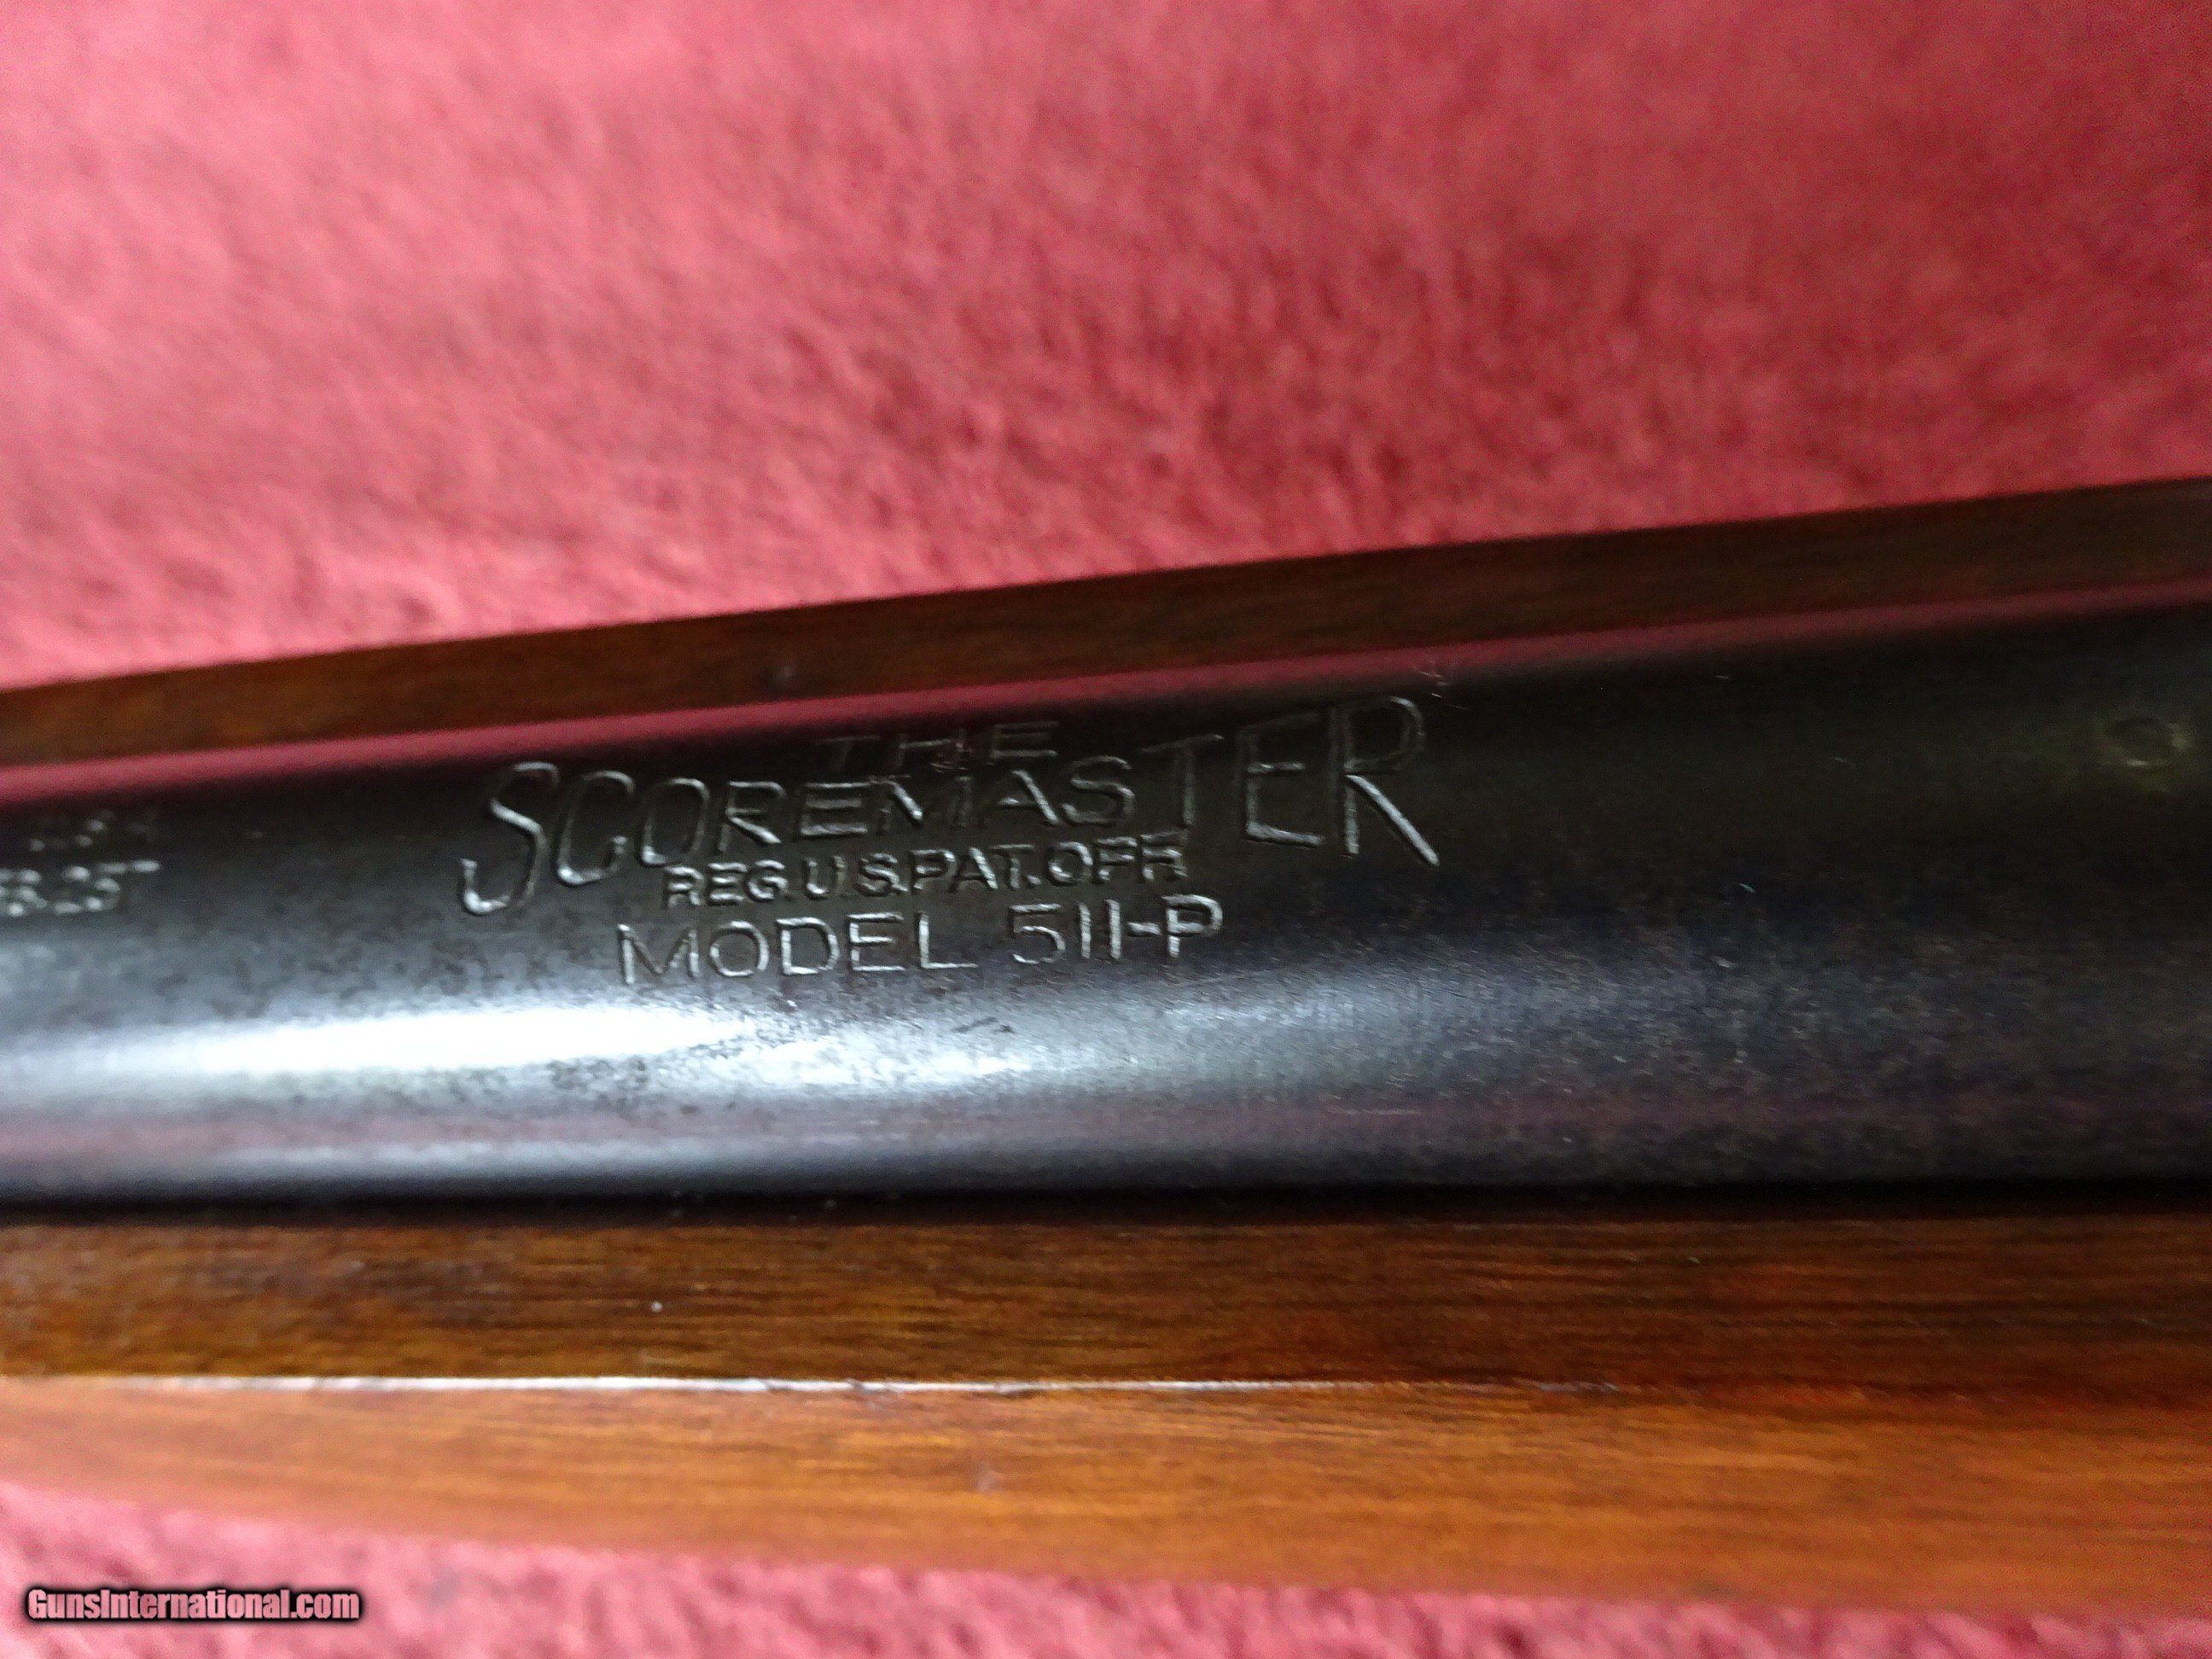 THE
SCOREMASTER
REG.U.S.PAT.OFF.
MODEL 511-P
GunsInternational.com